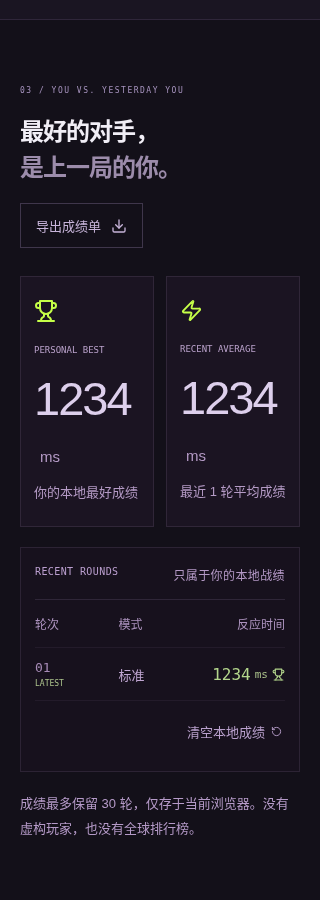 03 / YOU VS. YESTERDAY YOU
最好的对手，
是上一局的你。
导出成绩单
PERSONAL BEST
1234
ms
你的本地最好成绩
RECENT AVERAGE
1234
ms
最近 1 轮平均成绩
RECENT ROUNDS
只属于你的本地战绩
轮次 模式 反应时间
01 标准 1234 ms
LATEST
清空本地成绩
成绩最多保留 30 轮，仅存于当前浏览器。没有
虚构玩家，也没有全球排行榜。